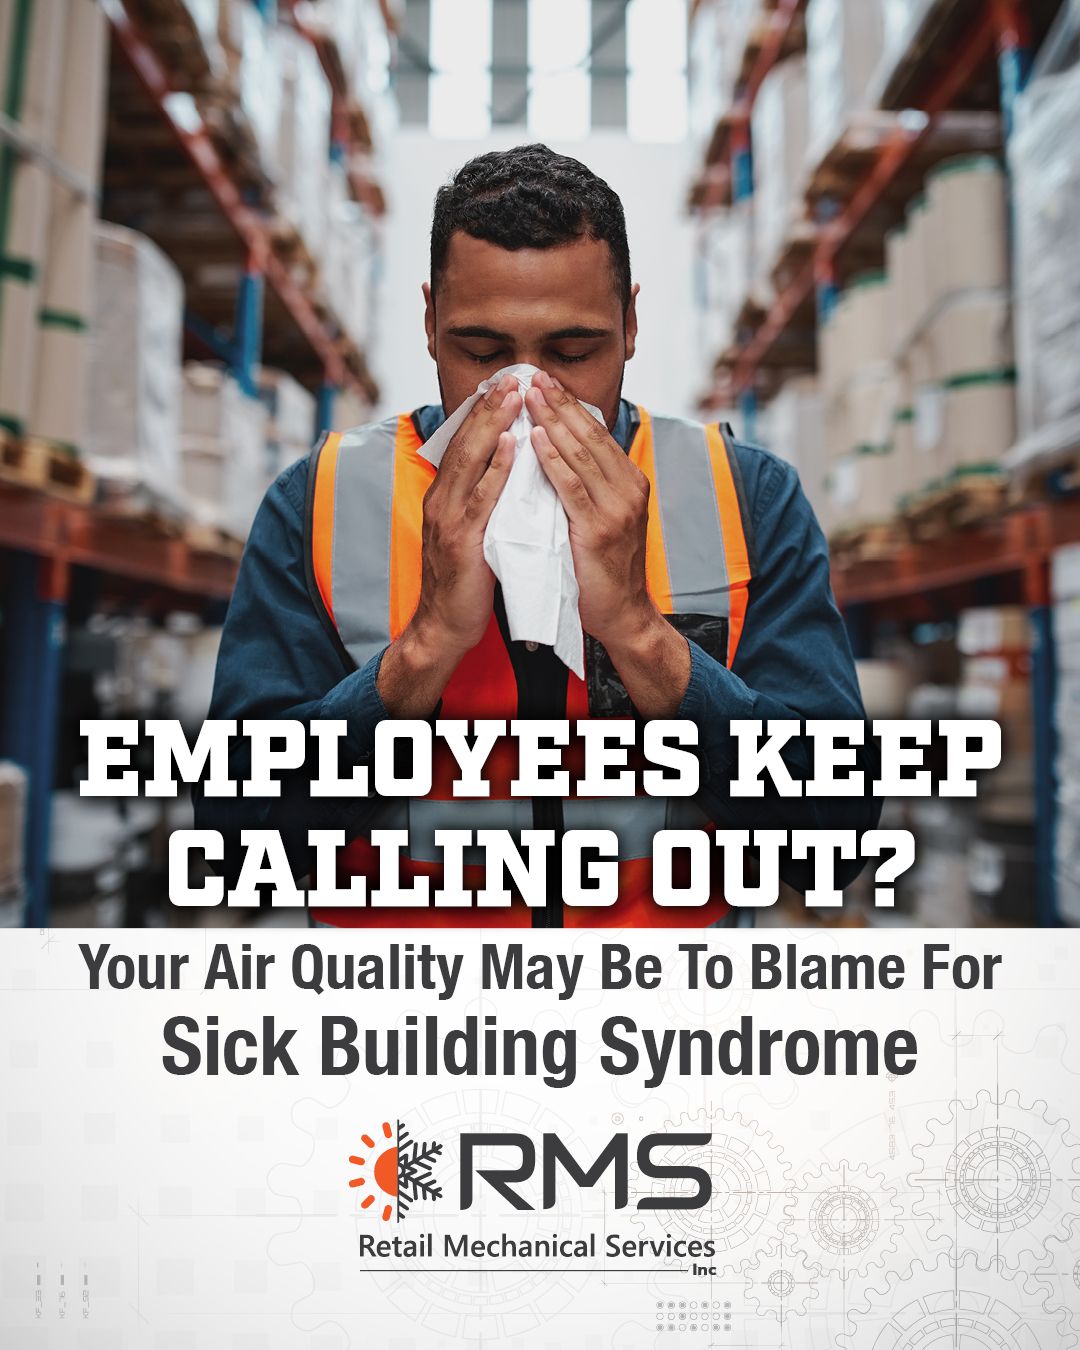 EMPLOYEES KEEP
CALLING OUT?
Your Air Quality May Be To Blame For
Sick Building Syndrome
RMS
Retail Mechanical Services
Inc